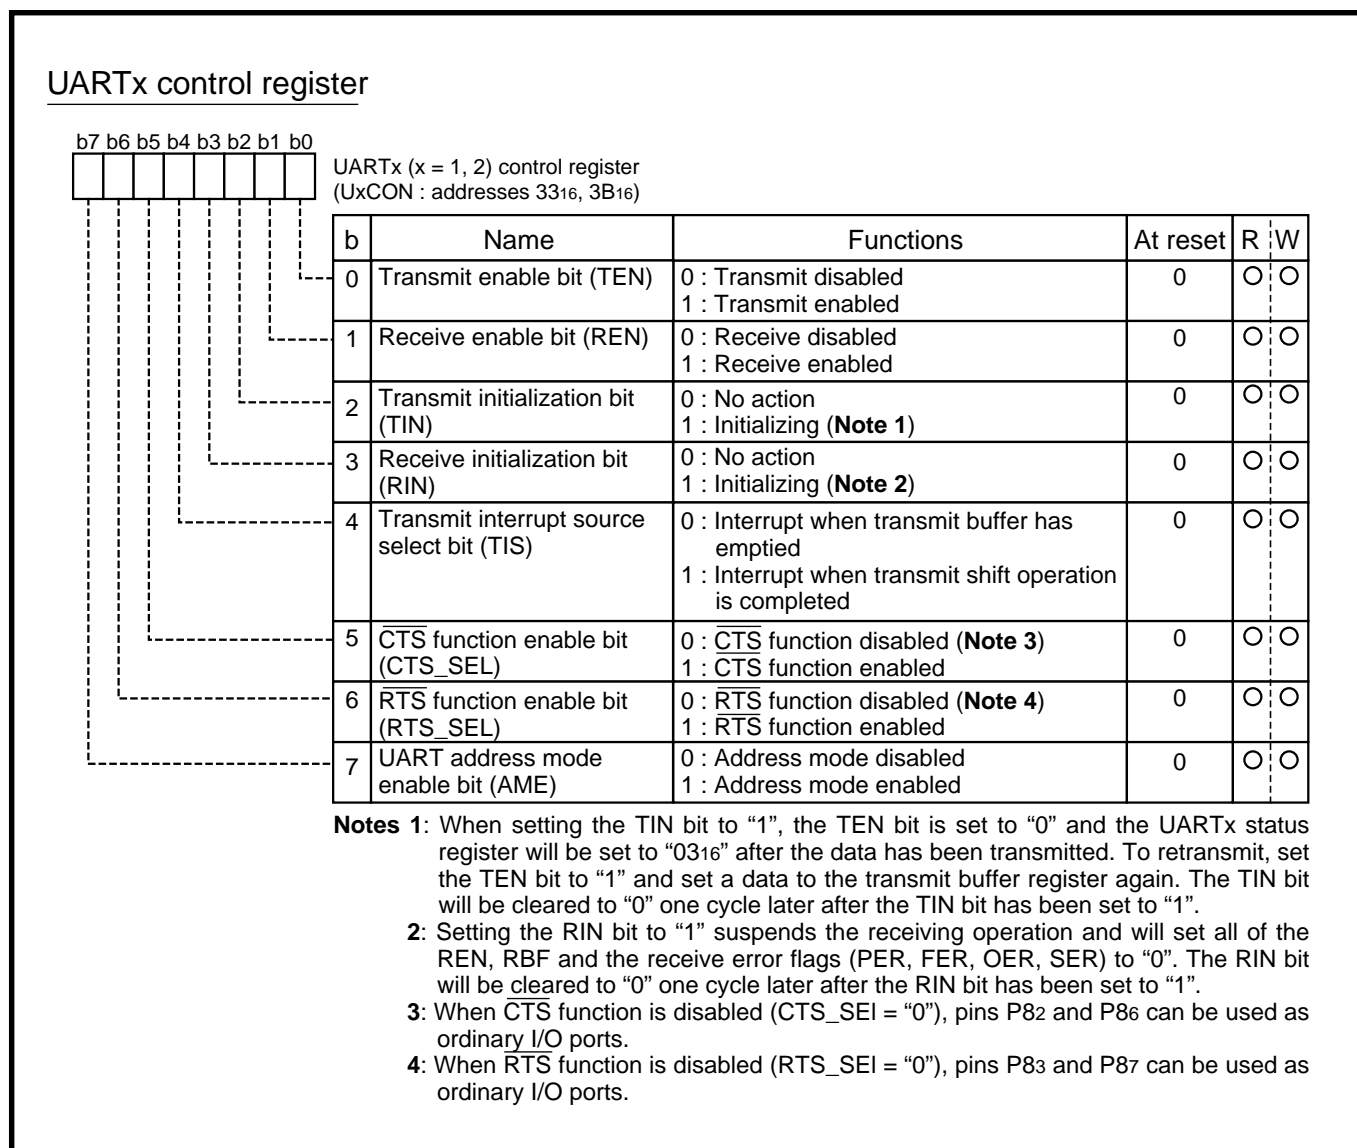 UARTx control register
b7 b6 b5 b4 b3 b2 b1 b0
UARTx (x = 1, 2) control register
(UxCON : addresses 3316, 3B16)
b Name Functions At reset R W
0 Transmit enable bit (TEN) 0 : Transmit disabled 0 O O
1 : Transmit enabled
1 Receive enable bit (REN) 0 : Receive disabled 0 O O
1 : Receive enabled
2 Transmit initialization bit 0 : No action 0 O O
(TIN) 1 : Initializing (Note 1)
3 Receive initialization bit 0 : No action 0 O O
(RIN) 1 : Initializing (Note 2)
4 Transmit interrupt source 0 : Interrupt when transmit buffer has 0 O O
select bit (TIS) emptied
1 : Interrupt when transmit shift operation
is completed
5 CTS function enable bit 0 : CTS function disabled (Note 3) 0 O O
(CTS_SEL) 1 : CTS function enabled
6 RTS function enable bit 0 : RTS function disabled (Note 4) 0 O O
(RTS_SEL) 1 : RTS function enabled
7 UART address mode 0 : Address mode disabled 0 O O
enable bit (AME) 1 : Address mode enabled
Notes 1: When setting the TIN bit to “1”, the TEN bit is set to “0” and the UARTx status
register will be set to “0316” after the data has been transmitted. To retransmit, set
the TEN bit to “1” and set a data to the transmit buffer register again. The TIN bit
will be cleared to “0” one cycle later after the TIN bit has been set to “1”.
2: Setting the RIN bit to “1” suspends the receiving operation and will set all of the
REN, RBF and the receive error flags (PER, FER, OER, SER) to “0”. The RIN bit
will be cleared to “0” one cycle later after the RIN bit has been set to “1”.
3: When CTS function is disabled (CTS_SEl = “0”), pins P82 and P86 can be used as
ordinary I/O ports.
4: When RTS function is disabled (RTS_SEl = “0”), pins P83 and P87 can be used as
ordinary I/O ports.